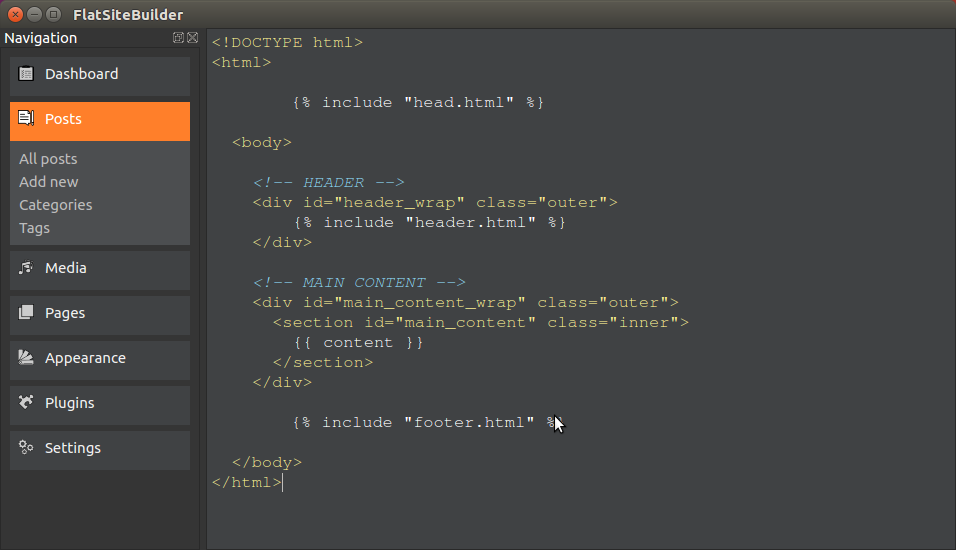 FlatSiteBuilder
Navigation
Dashboard
Posts
All posts
Add new
Categories
Tags
Media
Pages
Appearance
Plugins
Settings
<!DOCTYPE html>
<html>
{% include "head.html" %}
<body>
<!-- HEADER -->
<div id="header_wrap" class="outer">
{% include "header.html" %}
</div>
<!-- MAIN CONTENT -->
<div id="main_content_wrap" class="outer">
<section id="main_content" class="inner">
{{ content }}
</section>
</div>
{% include "footer.html" %}
</body>
</html>